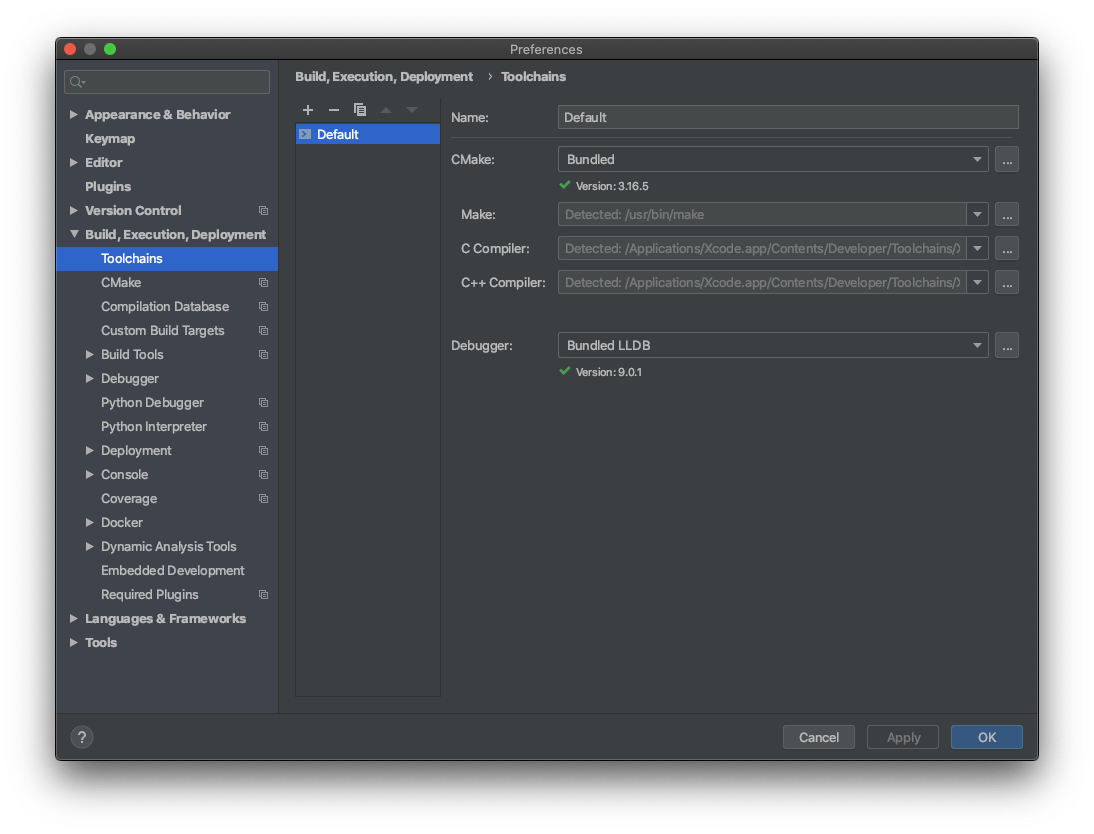 Preferences
Build, Execution, Deployment › Toolchains
Appearance & Behavior
Keymap
Editor
Plugins
Version Control
Build, Execution, Deployment
Toolchains
CMake
Compilation Database
Custom Build Targets
Build Tools
Debugger
Python Debugger
Python Interpreter
Deployment
Console
Coverage
Docker
Dynamic Analysis Tools
Embedded Development
Required Plugins
Languages & Frameworks
Tools
Default
Name: Default
CMake: Bundled ...
Version: 3.16.5
Make: Detected: /usr/bin/make ...
C Compiler: Detected: /Applications/Xcode.app/Contents/Developer/Toolchains/X ...
C++ Compiler: Detected: /Applications/Xcode.app/Contents/Developer/Toolchains/X ...
Debugger: Bundled LLDB ...
Version: 9.0.1
? Cancel Apply OK